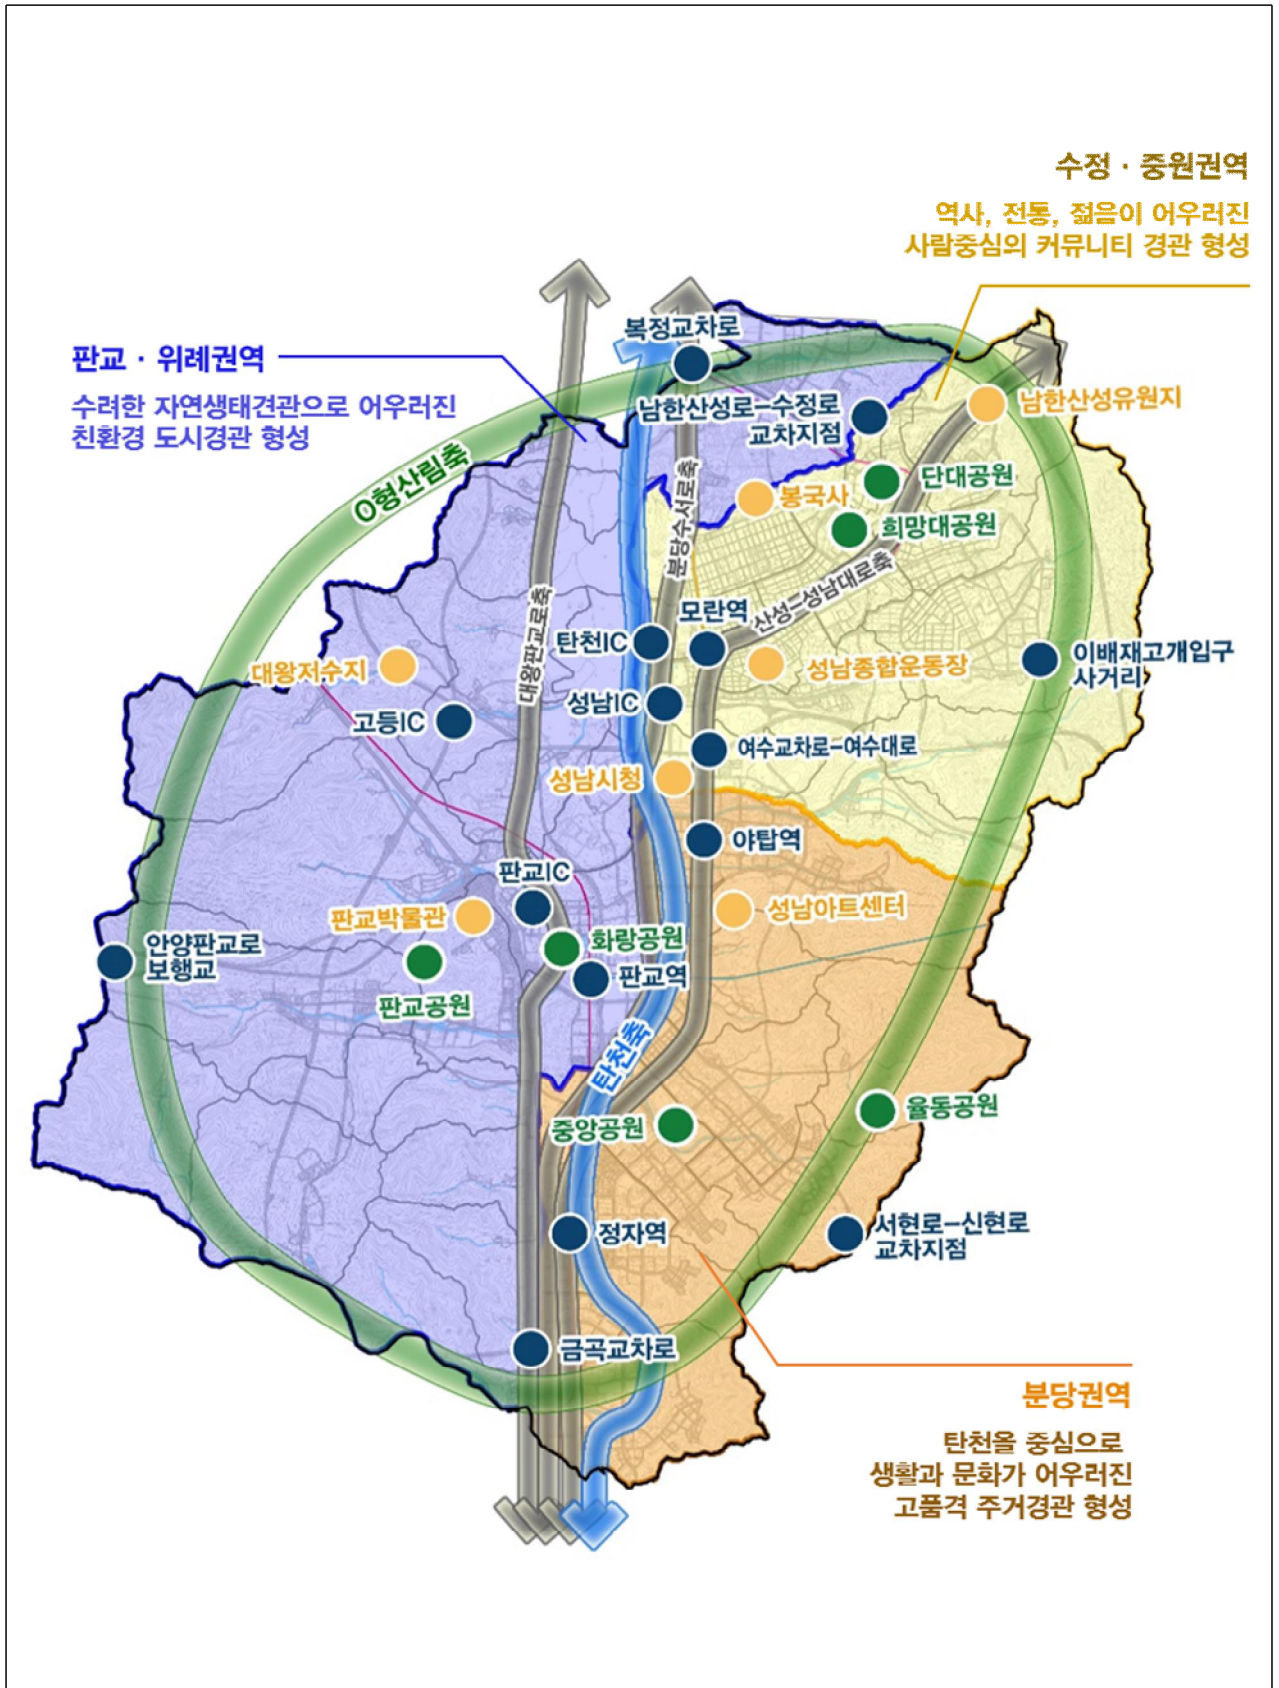 수정 · 중원권역
역사, 전통, 젊음이 어우러진
사람중심의 커뮤니티 경관 형성
복정교차로
판교 · 위례권역
수려한 자연생태견관으로 어우러진
친환경 도시경관 형성
남한산성로-수정로
교차지점
남한산성유원지
O형산림축
단대공원
봉국사
희망대공원
분당수서로축
산성-성남대로축
대왕판교로축
모란역
탄천IC
대왕저수지
성남종합운동장
이배재고개입구
사거리
고등IC
성남IC
여수교차로-여수대로
성남시청
야탑역
판교IC
판교박물관
성남아트센터
안양판교로
보행교
화랑공원
판교역
판교공원
탄천축
중앙공원
율동공원
정자역
서현로-신현로
교차지점
금곡교차로
분당권역
탄천을 중심으로
생활과 문화가 어우러진
고품격 주거경관 형성